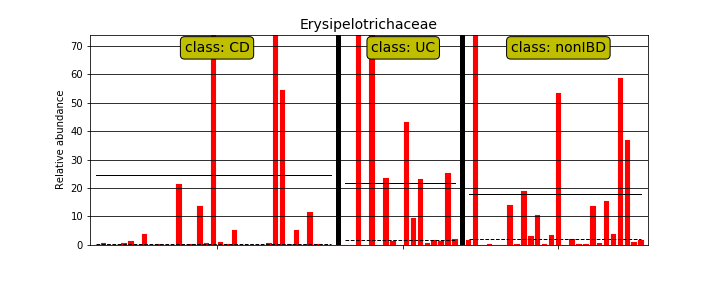 Erysipelotrichaceae
class: CD
class: UC
class: nonIBD
Relative abundance
70
60
50
40
30
20
10
0